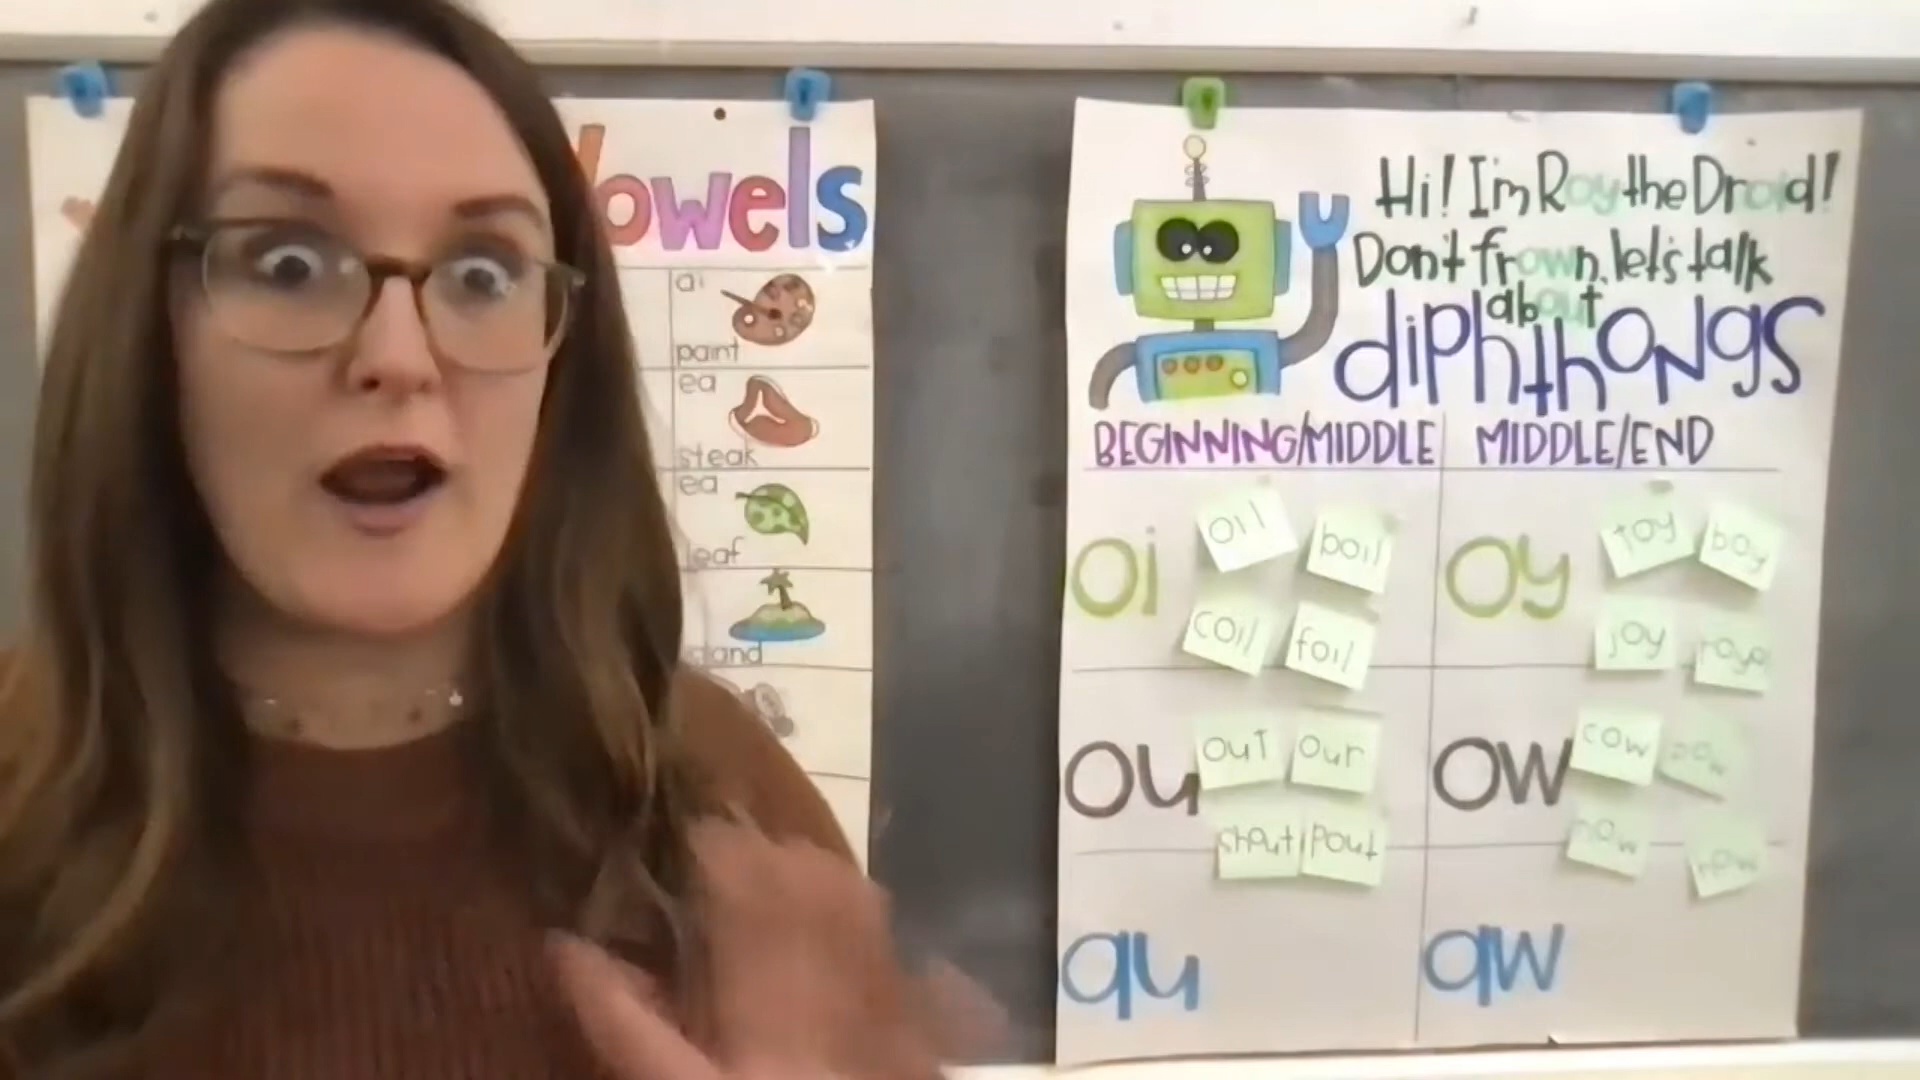 Vowels
ai
paint
ea
steak
ea
leaf
Hi! I'm Roy the Droid!
Don't frown, let's talk
about
diphthongs
BEGINNING/MIDDLE MIDDLE/END
oi
oil
boil
coil
foil
oy
toy
boy
joy
ou
out
our
shout
pout
ow
cow
now
au
aw